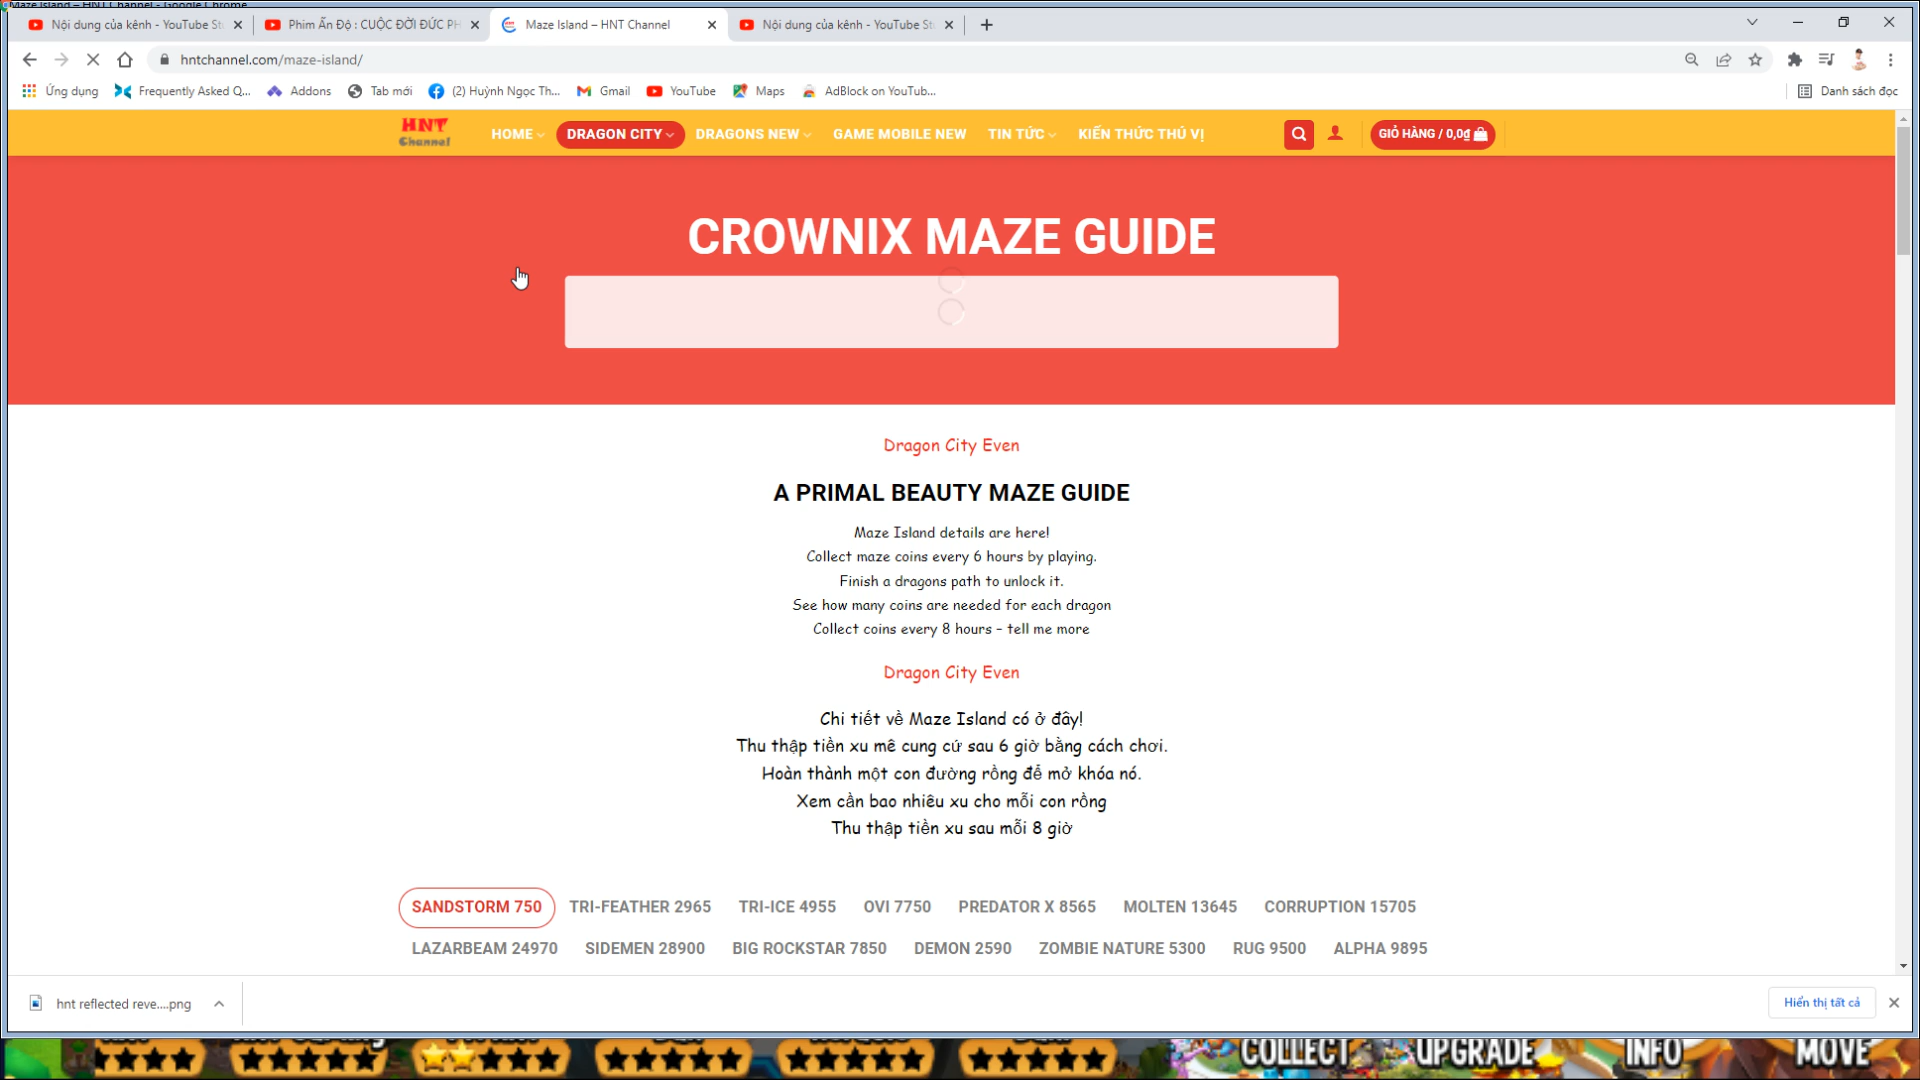 Maze Island – HNT Channel - Google Chrome
Nội dung của kênh - YouTube St
Phim Ấn Độ : CUỘC ĐỜI ĐỨC PH
Maze Island – HNT Channel
Nội dung của kênh - YouTube St
hntchannel.com/maze-island/
Ứng dụng
Frequently Asked Q...
Addons
Tab mới
(2) Huỳnh Ngọc Th...
Gmail
YouTube
Maps
AdBlock on YouTub...
Danh sách đọc
HNT
Channel
HOME
DRAGON CITY
DRAGONS NEW
GAME MOBILE NEW
TIN TỨC
KIẾN THỨC THÚ VỊ
GIỎ HÀNG / 0,0₫
CROWNIX MAZE GUIDE
Dragon City Even
A PRIMAL BEAUTY MAZE GUIDE
Maze Island details are here!
Collect maze coins every 6 hours by playing.
Finish a dragons path to unlock it.
See how many coins are needed for each dragon
Collect coins every 8 hours – tell me more
Dragon City Even
Chi tiết về Maze Island có ở đây!
Thu thập tiền xu mê cung cứ sau 6 giờ bằng cách chơi.
Hoàn thành một con đường rồng để mở khóa nó.
Xem cần bao nhiêu xu cho mỗi con rồng
Thu thập tiền xu sau mỗi 8 giờ
SANDSTORM 750
TRI-FEATHER 2965
TRI-ICE 4955
OVI 7750
PREDATOR X 8565
MOLTEN 13645
CORRUPTION 15705
LAZARBEAM 24970
SIDEMEN 28900
BIG ROCKSTAR 7850
DEMON 2590
ZOMBIE NATURE 5300
RUG 9500
ALPHA 9895
hnt reflected reve....png
Hiển thị tất cả
COLLECT
UPGRADE
INFO
MOVE